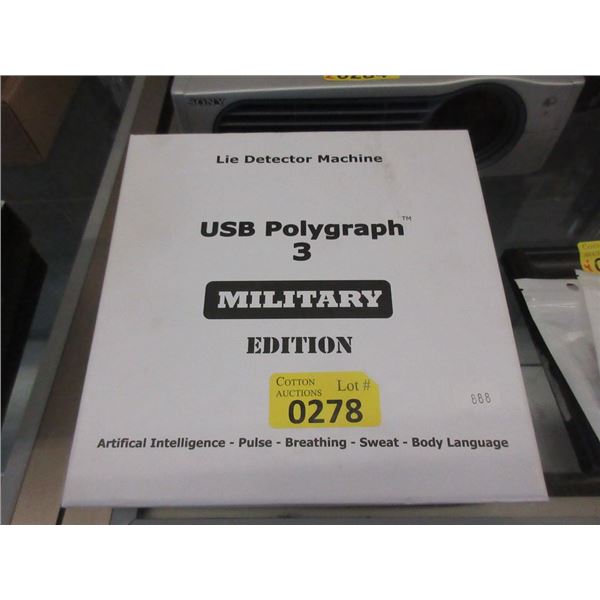 0284
SONY
Lie Detector Machine
USB Polygraph™
3
MILITARY
EDITION
COTTON
AUCTIONS
Lot #
0278
888
Artifical Intelligence - Pulse - Breathing - Sweat - Body Language